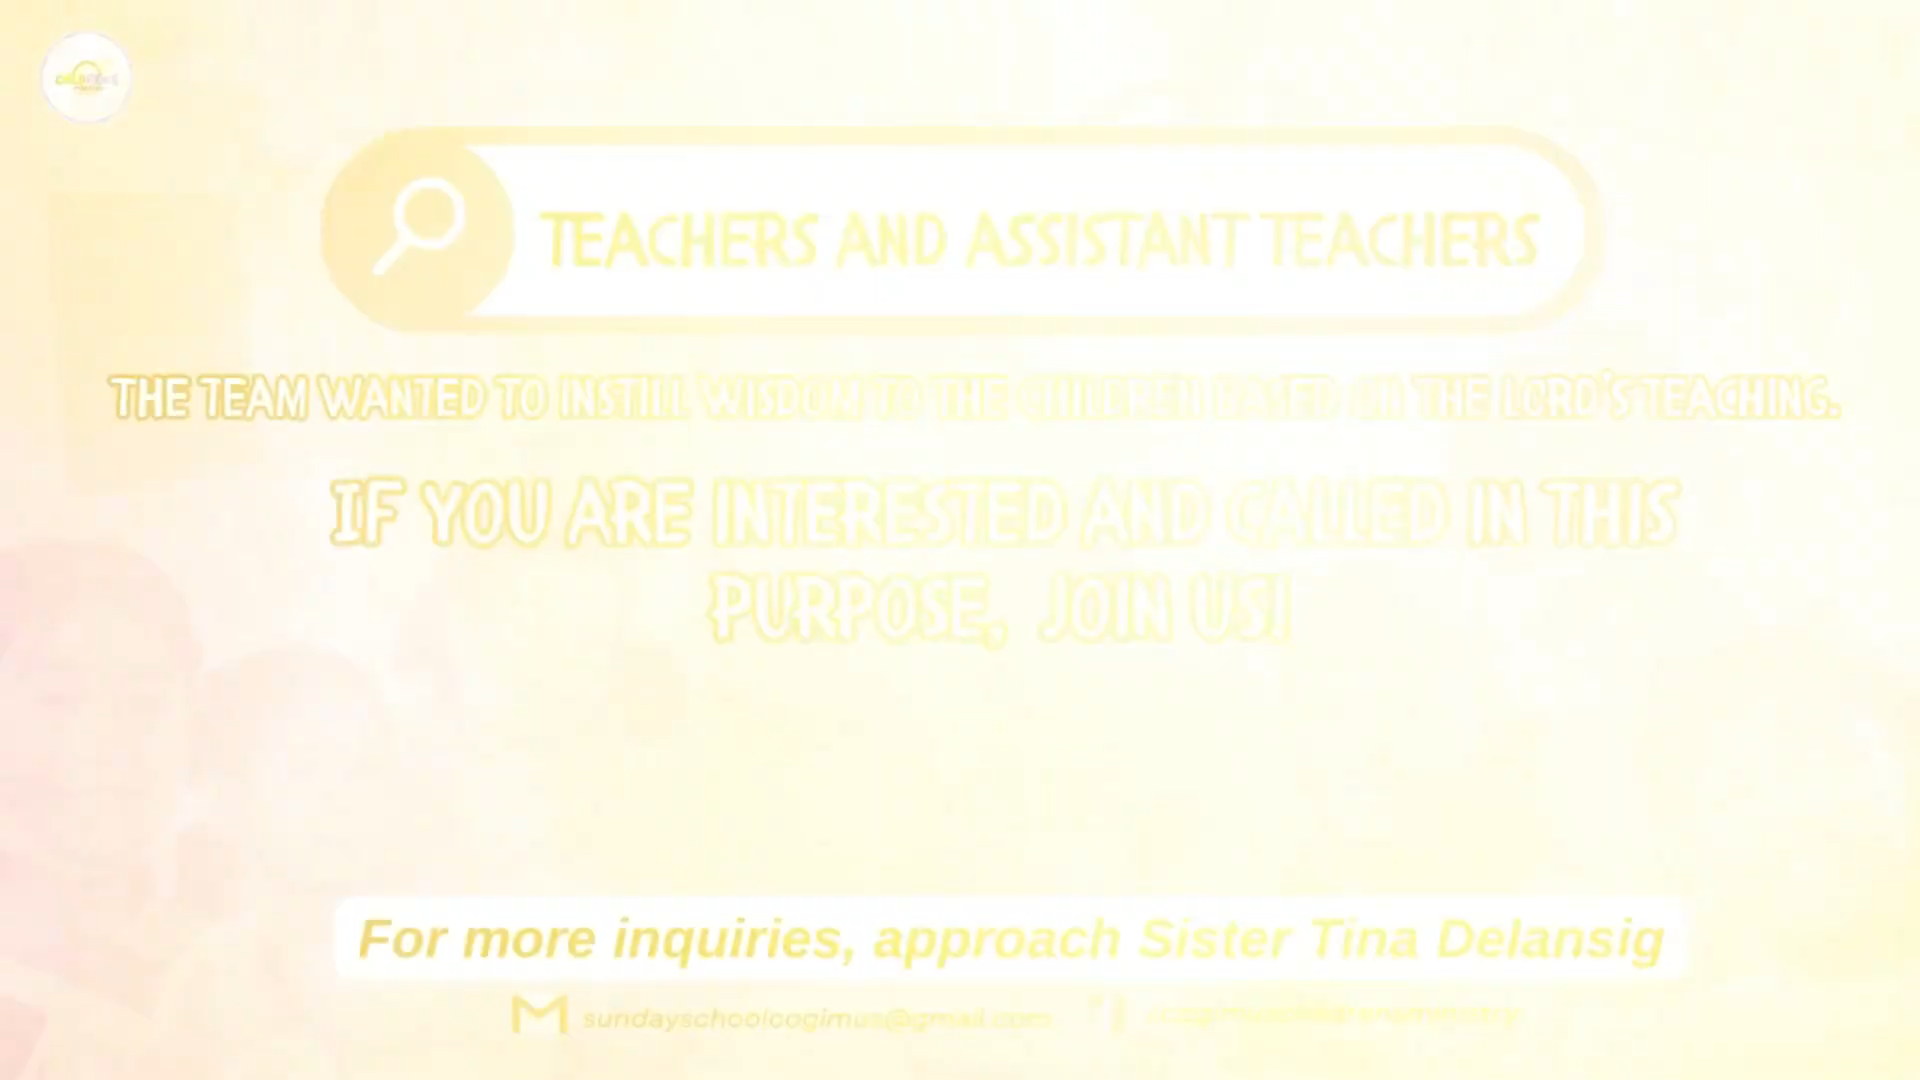 TEACHERS AND ASSISTANT TEACHERS
THE TEAM WANTED TO INSTILL WISDOM TO THE CHILDREN BASED ON THE LORD'S TEACHING.
IF YOU ARE INTERESTED AND CALLED IN THIS
PURPOSE, JOIN US!
For more inquiries, approach Sister Tina Delansig
sundayschoolcogimus@gmail.com